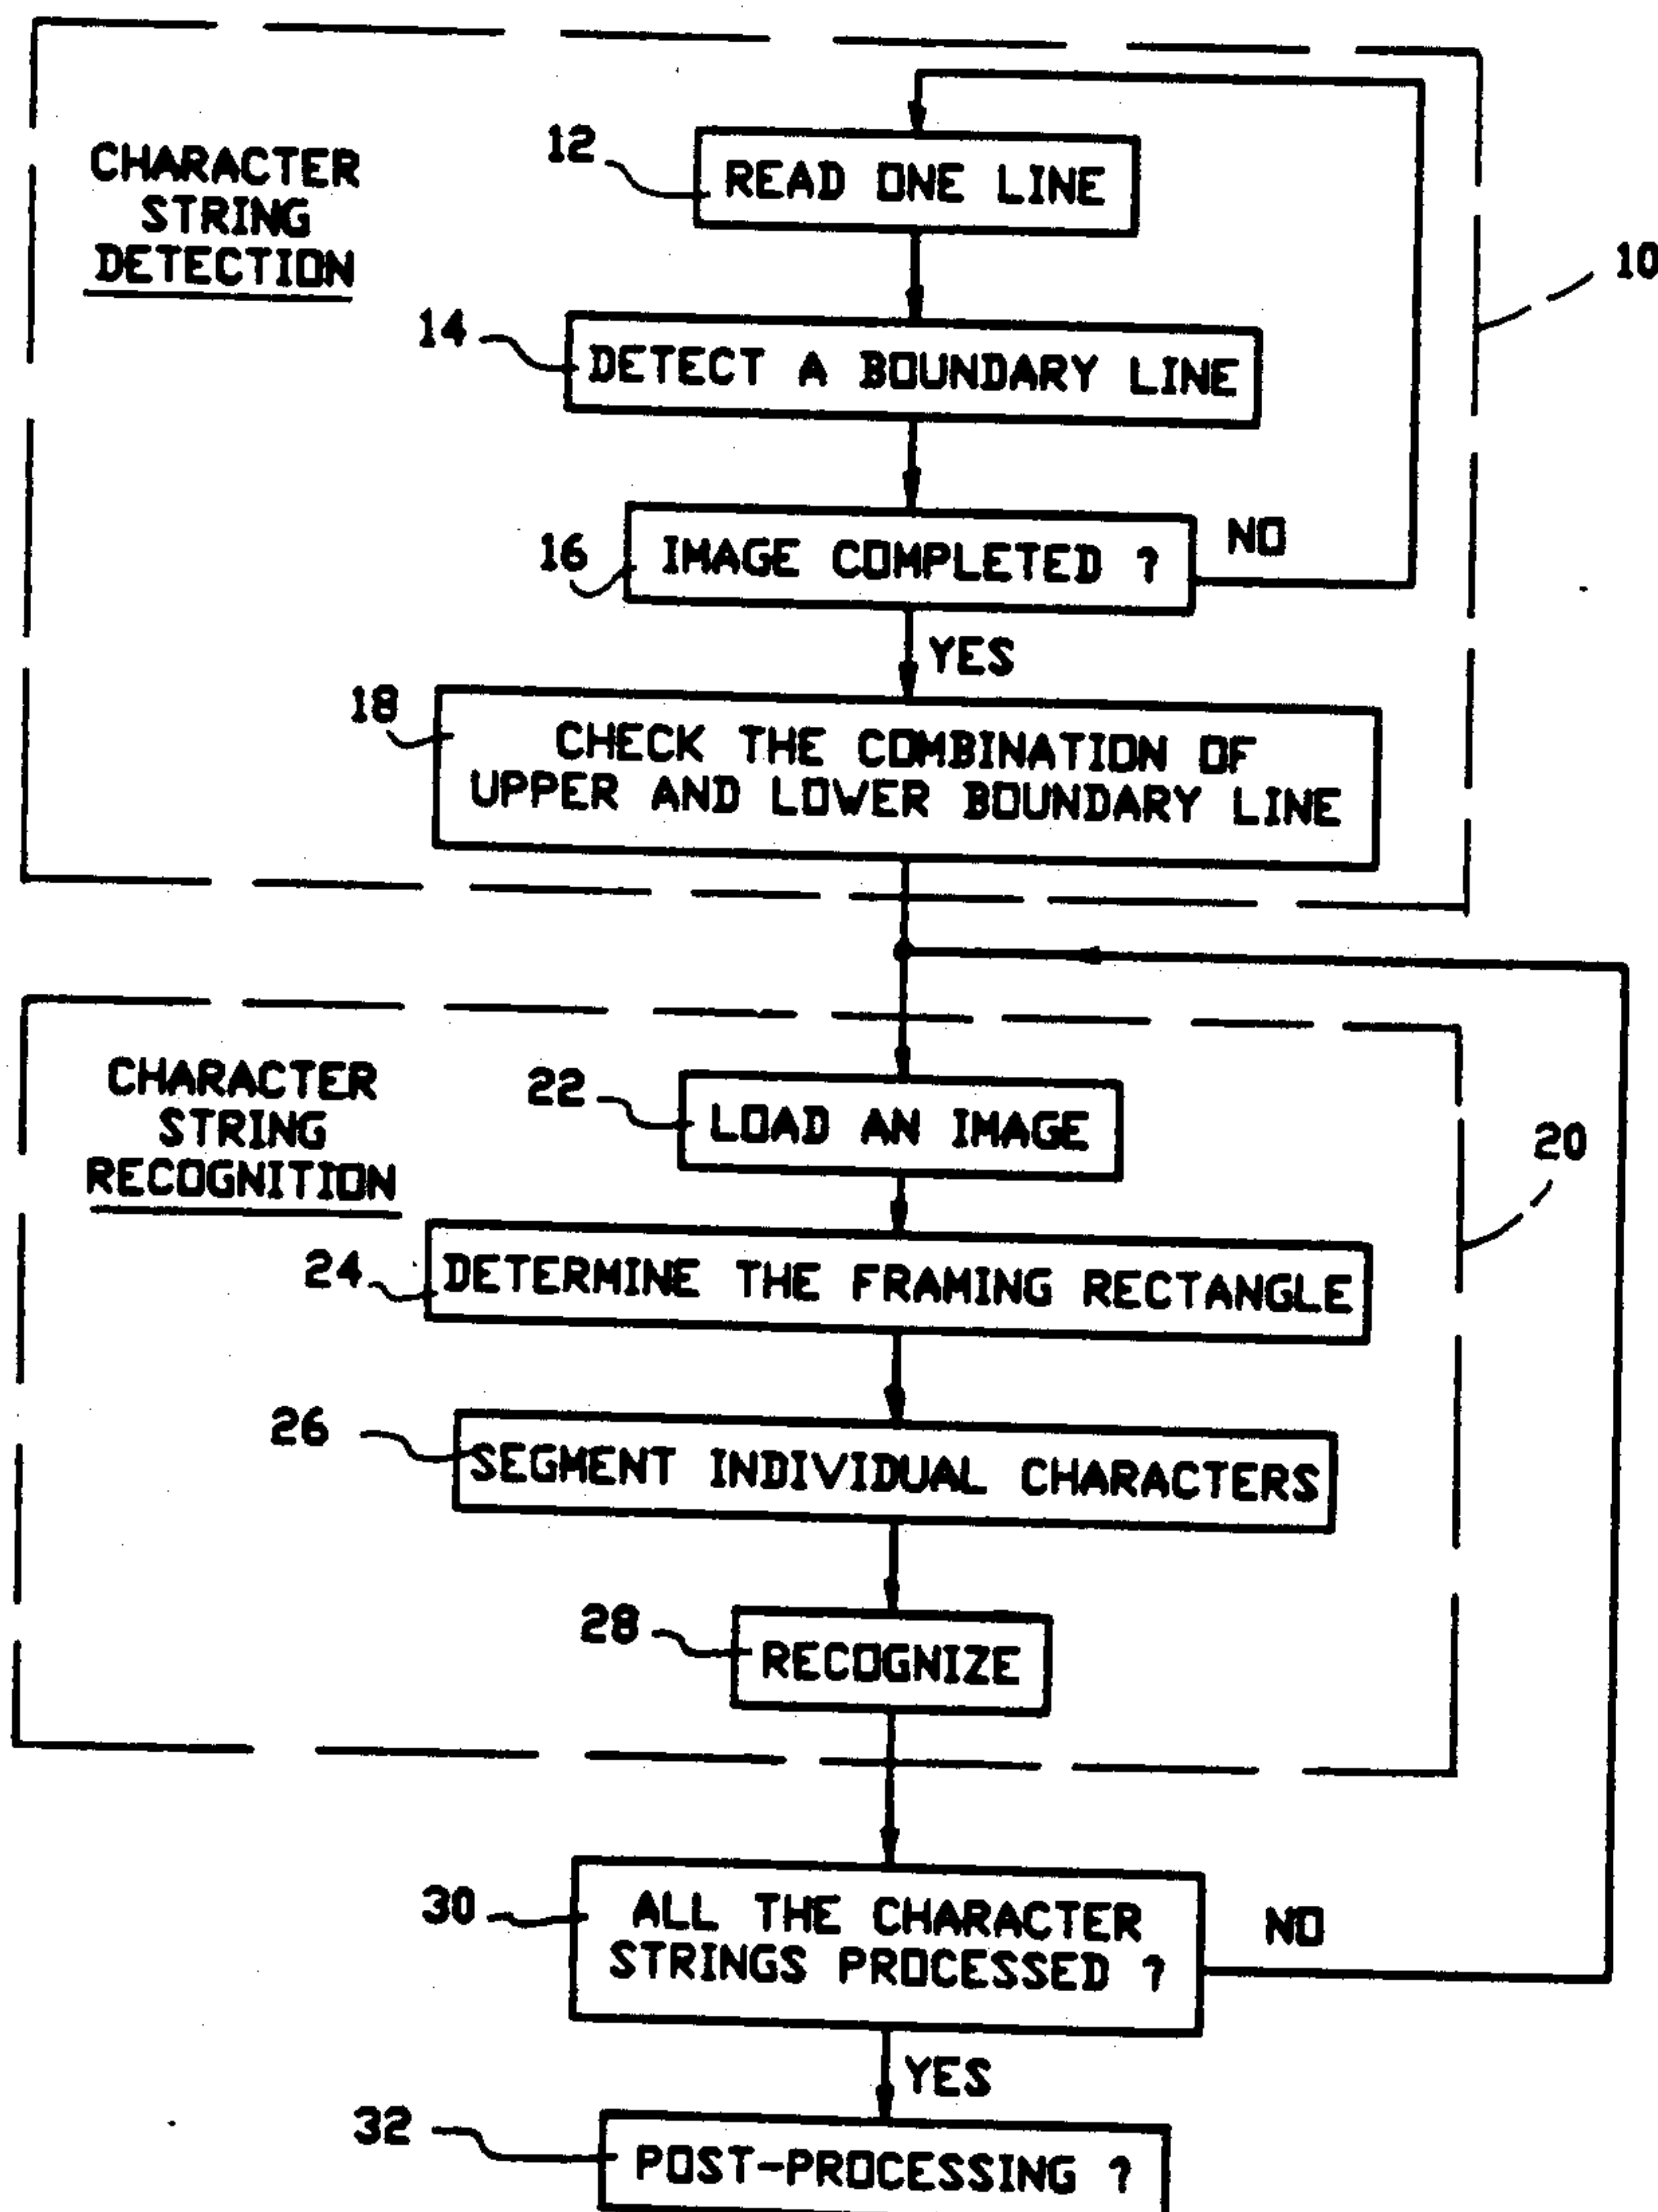 CHARACTER
STRING
DETECTION
12
READ ONE LINE
10
14
DETECT A BOUNDARY LINE
16
IMAGE COMPLETED ?
NO
YES
18
CHECK THE COMBINATION OF
UPPER AND LOWER BOUNDARY LINE
CHARACTER
STRING
RECOGNITION
22
LOAD AN IMAGE
20
24
DETERMINE THE FRAMING RECTANGLE
26
SEGMENT INDIVIDUAL CHARACTERS
28
RECOGNIZE
30
ALL THE CHARACTER
STRINGS PROCESSED ?
NO
YES
32
POST-PROCESSING ?